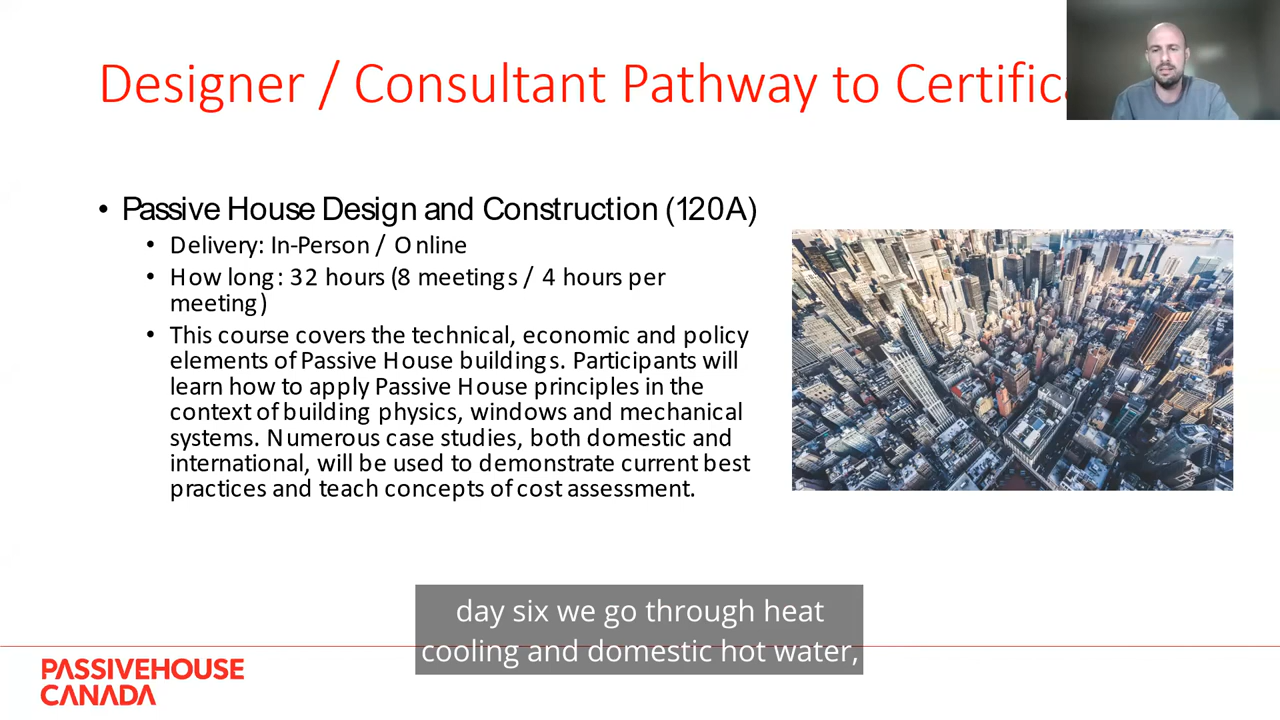 Designer / Consultant Pathway to Certifica
• Passive House Design and Construction (120A)
• Delivery: In-Person / Online
• How long: 32 hours (8 meetings / 4 hours per
meeting)
• This course covers the technical, economic and policy
elements of Passive House buildings. Participants will
learn how to apply Passive House principles in the
context of building physics, windows and mechanical
systems. Numerous case studies, both domestic and
international, will be used to demonstrate current best
practices and teach concepts of cost assessment.
day six we go through heat
cooling and domestic hot water,
PASSIVEHOUSE
CANADA